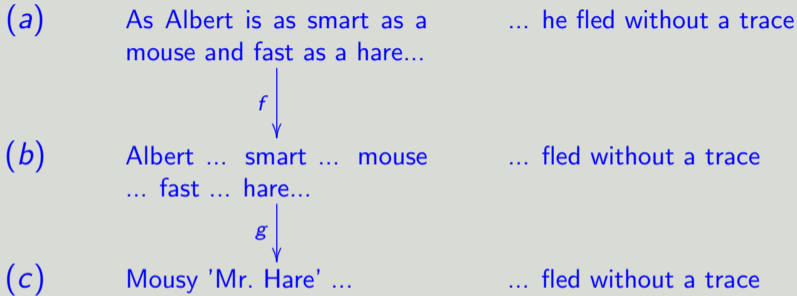 (a) As Albert is as smart as a ... he fled without a trace
mouse and fast as a hare...
f
(b) Albert ... smart ... mouse ... fled without a trace
... fast ... hare...
g
(c) Mousy 'Mr. Hare' ... ... fled without a trace